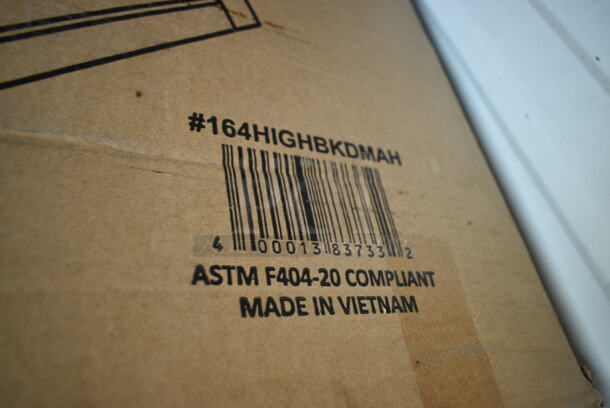 #164HIGHBKDMAH
4 00013 83733 2
ASTM F404-20 COMPLIANT
MADE IN VIETNAM